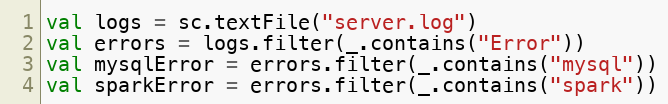 1 val logs = sc.textFile("server.log")
2 val errors = logs.filter(_.contains("Error"))
3 val mysqlError = errors.filter(_.contains("mysql"))
4 val sparkError = errors.filter(_.contains("spark"))